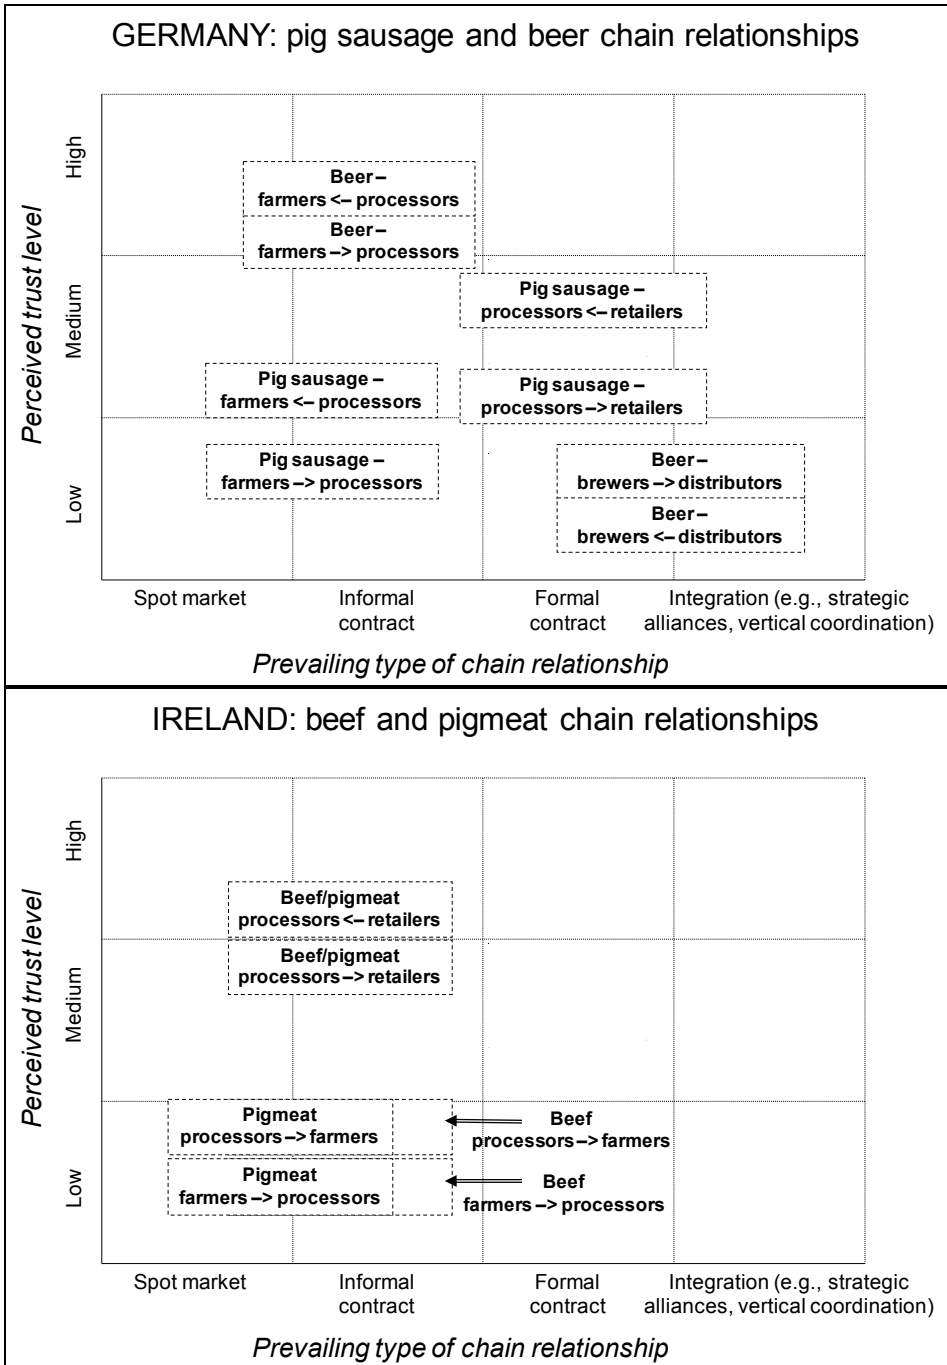 GERMANY: pig sausage and beer chain relationships
Perceived trust level
High
Medium
Low
Beer –
farmers <– processors
Beer –
farmers –> processors
Pig sausage –
processors <– retailers
Pig sausage –
farmers <– processors
Pig sausage –
processors –> retailers
Pig sausage –
farmers –> processors
Beer –
brewers –> distributors
Beer –
brewers <– distributors
Spot market
Informal
contract
Formal
contract
Integration (e.g., strategic
alliances, vertical coordination)
Prevailing type of chain relationship
IRELAND: beef and pigmeat chain relationships
Perceived trust level
High
Medium
Low
Beef/pigmeat
processors <– retailers
Beef/pigmeat
processors –> retailers
Pigmeat
processors –> farmers
Beef
processors –> farmers
Pigmeat
farmers –> processors
Beef
farmers –> processors
Spot market
Informal
contract
Formal
contract
Integration (e.g., strategic
alliances, vertical coordination)
Prevailing type of chain relationship